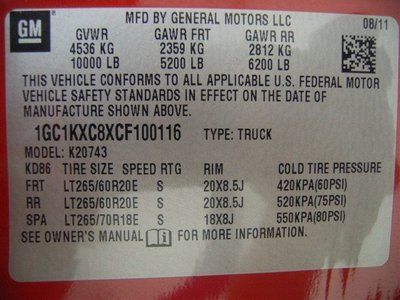 GM
MFD BY GENERAL MOTORS LLC 08/11
GVWR GAWR FRT GAWR RR
4536 KG 2359 KG 2812 KG
10000 LB 5200 LB 6200 LB
THIS VEHICLE CONFORMS TO ALL APPLICABLE U.S. FEDERAL MOTOR
VEHICLE SAFETY STANDARDS IN EFFECT ON THE DATE OF
MANUFACTURE SHOWN ABOVE.
1GC1KXC8XCF100116 TYPE: TRUCK
MODEL: K20743
KD86 TIRE SIZE SPEED RTG RIM COLD TIRE PRESSURE
FRT LT265/60R20E S 20X8.5J 420KPA(60PSI)
RR LT265/60R20E S 20X8.5J 520KPA(75PSI)
SPA LT265/70R18E S 18X8J 550KPA(80PSI)
SEE OWNER'S MANUAL FOR MORE INFORMATION.